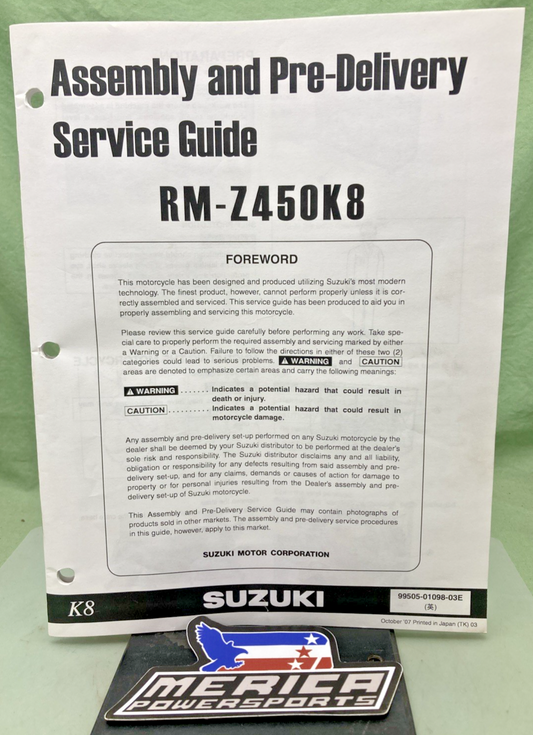 Assembly and Pre-Delivery
Service Guide
RM-Z450K8
FOREWORD
This motorcycle has been designed and produced utilizing Suzuki's most modern
technology. The finest product, however, cannot perform properly unless it is cor-
rectly assembled and serviced. This service guide has been produced to aid you in
properly assembling and servicing this motorcycle.
Please review this service guide carefully before performing any work. Take spe-
cial care to properly perform the required assembly and servicing marked by either
a Warning or a Caution. Failure to follow the directions in either of these two (2)
categories could lead to serious problems. ⚠ WARNING and CAUTION
areas are denoted to emphasize certain areas and carry the following meanings:
⚠ WARNING ....... Indicates a potential hazard that could result in
death or injury.
CAUTION .......... Indicates a potential hazard that could result in
motorcycle damage.
Any assembly and pre-delivery set-up performed on any Suzuki motorcycle by the
dealer shall be deemed by your Suzuki distributor to be performed at the dealer's
sole risk and responsibility. The Suzuki distributor disclaims any and all liability,
obligation or responsibility for any defects resulting from said assembly and pre-
delivery set-up, and for any claims, demands or causes of action for damage to
property or for personal injuries resulting from the Dealer's assembly and pre-
delivery set-up of Suzuki motorcycle.
This Assembly and Pre-Delivery Service Guide may contain photographs of
products sold in other markets. The assembly and pre-delivery service procedures
in this guide, however, apply to this market.
SUZUKI MOTOR CORPORATION
K8
SUZUKI
99505-01098-03E
(英)
October '07 Printed in Japan (TK) 03
MERICA
POWERSPORTS